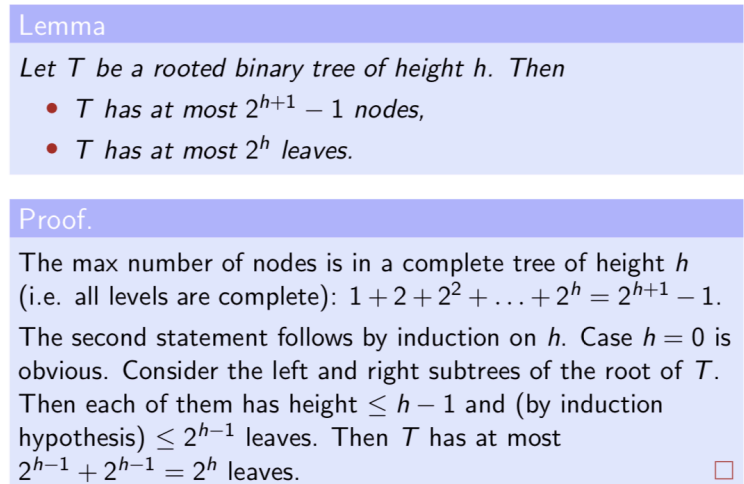 Lemma
Let T be a rooted binary tree of height h. Then
• T has at most 2^{h+1} − 1 nodes,
• T has at most 2^h leaves.
Proof.
The max number of nodes is in a complete tree of height h
(i.e. all levels are complete): 1 + 2 + 2^2 + … + 2^h = 2^{h+1} − 1.
The second statement follows by induction on h. Case h = 0 is
obvious. Consider the left and right subtrees of the root of T.
Then each of them has height ≤ h − 1 and (by induction
hypothesis) ≤ 2^{h−1} leaves. Then T has at most
2^{h−1} + 2^{h−1} = 2^h leaves. □